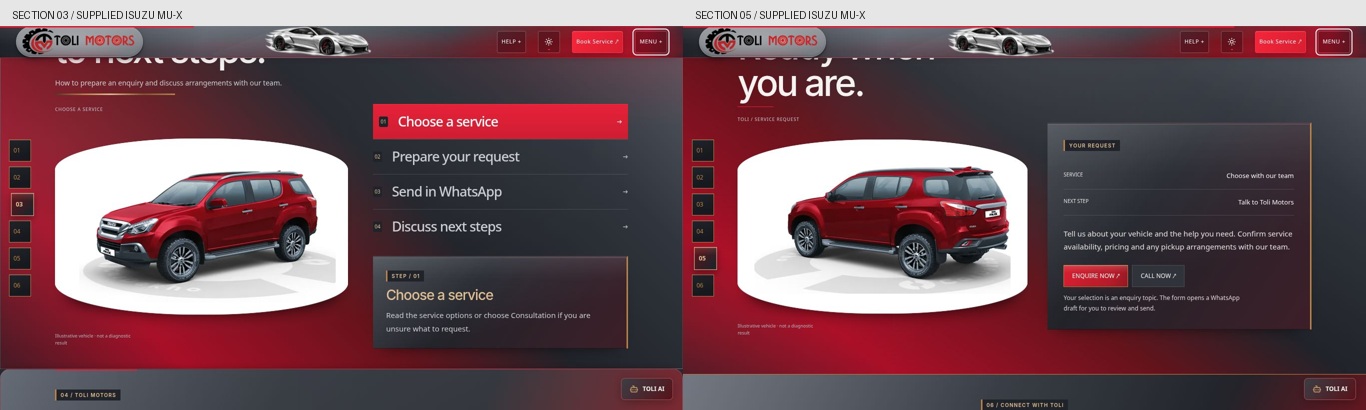 SECTION 03 / SUPPLIED ISUZU MU-X
TOLI MOTORS
HELP +
Book Service ↗
MENU +
to next steps.
How to prepare an enquiry and discuss arrangements with our team.
CHOOSE A SERVICE
01
02
03
04
05
06
01 Choose a service →
02 Prepare your request →
03 Send in WhatsApp →
04 Discuss next steps →
STEP / 01
Choose a service
Read the service options or choose Consultation if you are
unsure what to request.
Illustrative vehicle · not a diagnostic
result
04 / TOLI MOTORS
TOLI AI
SECTION 05 / SUPPLIED ISUZU MU-X
TOLI MOTORS
HELP +
Book Service ↗
MENU +
Ready when
you are.
TOLI / SERVICE REQUEST
01
02
03
04
05
06
YOUR REQUEST
SERVICE Choose with our team
NEXT STEP Talk to Toli Motors
Tell us about your vehicle and the help you need. Confirm service
availability, pricing and any pickup arrangements with our team.
ENQUIRE NOW ↗ CALL NOW ↗
Your selection is an enquiry topic. The form opens a WhatsApp
draft for you to review and send.
Illustrative vehicle · not a diagnostic
result
06 / CONNECT WITH TOLI
TOLI AI